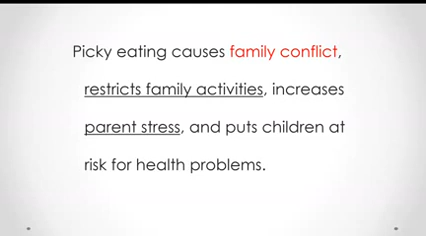 Picky eating causes family conflict,
restricts family activities, increases
parent stress, and puts children at
risk for health problems.